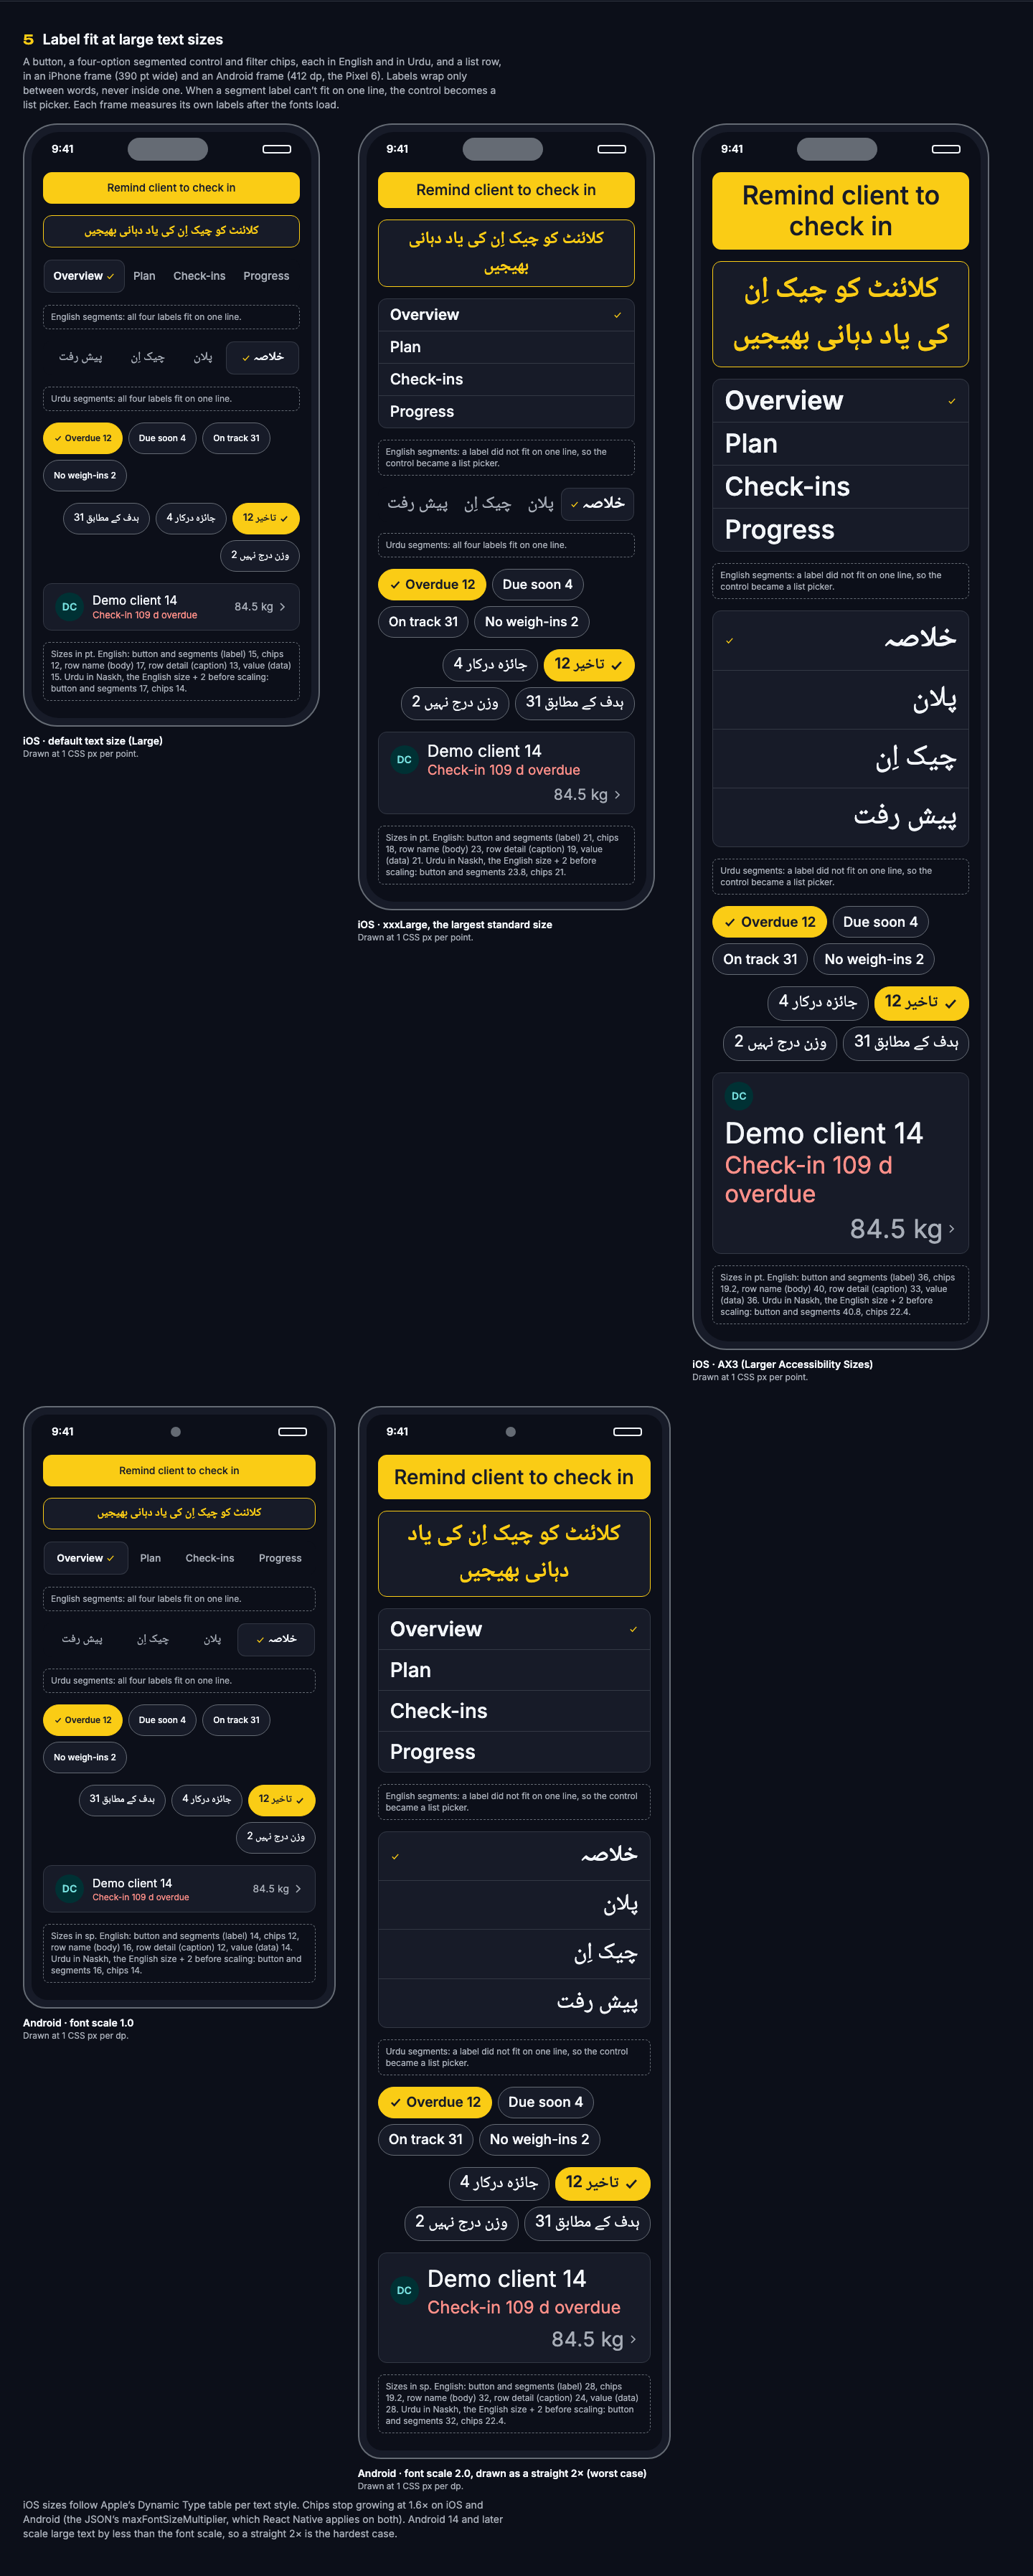 5 Label fit at large text sizes
A button, a four-option segmented control and filter chips, each in English and in Urdu, and a list row,
in an iPhone frame (390 pt wide) and an Android frame (412 dp, the Pixel 6). Labels wrap only
between words, never inside one. When a segment label can't fit on one line, the control becomes a
list picker. Each frame measures its own labels after the fonts load.
9:41
Remind client to check in
کلائنٹ کو چیک اِن کی یاد دہانی بھیجیں
Overview ✓ Plan Check-ins Progress
English segments: all four labels fit on one line.
خلاصہ ✓ پلان چیک اِن پیش رفت
Urdu segments: all four labels fit on one line.
✓ Overdue 12 Due soon 4 On track 31
No weigh-ins 2
✓ تاخیر 12 جائزہ درکار 4 ہدف کے مطابق 31
وزن درج نہیں 2
DC Demo client 14 84.5 kg >
Check-in 109 d overdue
Sizes in pt. English: button and segments (label) 15, chips
12, row name (body) 17, row detail (caption) 13, value (data)
15. Urdu in Naskh, the English size + 2 before scaling:
button and segments 17, chips 14.
iOS · default text size (Large)
Drawn at 1 CSS px per point.
9:41
Remind client to check in
کلائنٹ کو چیک اِن کی یاد دہانی
بھیجیں
Overview ✓
Plan
Check-ins
Progress
English segments: a label did not fit on one line, so the
control became a list picker.
خلاصہ ✓ پلان چیک اِن پیش رفت
Urdu segments: all four labels fit on one line.
✓ Overdue 12 Due soon 4
On track 31 No weigh-ins 2
✓ تاخیر 12 جائزہ درکار 4
ہدف کے مطابق 31 وزن درج نہیں 2
DC Demo client 14
Check-in 109 d overdue
84.5 kg >
Sizes in pt. English: button and segments (label) 21, chips
18, row name (body) 23, row detail (caption) 19, value
(data) 21. Urdu in Naskh, the English size + 2 before
scaling: button and segments 23.8, chips 21.
iOS · xxxLarge, the largest standard size
Drawn at 1 CSS px per point.
9:41
Remind client to
check in
کلائنٹ کو چیک اِن
کی یاد دہانی بھیجیں
Overview ✓
Plan
Check-ins
Progress
English segments: a label did not fit on one line, so the
control became a list picker.
خلاصہ ✓
پلان
چیک اِن
پیش رفت
Urdu segments: a label did not fit on one line, so the
control became a list picker.
✓ Overdue 12 Due soon 4
On track 31 No weigh-ins 2
✓ تاخیر 12 جائزہ درکار 4
ہدف کے مطابق 31 وزن درج نہیں 2
DC
Demo client 14
Check-in 109 d
overdue
84.5 kg >
Sizes in pt. English: button and segments (label) 36, chips
19.2, row name (body) 40, row detail (caption) 33, value
(data) 36. Urdu in Naskh, the English size + 2 before
scaling: button and segments 40.8, chips 22.4.
iOS · AX3 (Larger Accessibility Sizes)
Drawn at 1 CSS px per point.
9:41
Remind client to check in
کلائنٹ کو چیک اِن کی یاد دہانی بھیجیں
Overview ✓ Plan Check-ins Progress
English segments: all four labels fit on one line.
خلاصہ ✓ پلان چیک اِن پیش رفت
Urdu segments: all four labels fit on one line.
✓ Overdue 12 Due soon 4 On track 31
No weigh-ins 2
✓ تاخیر 12 جائزہ درکار 4 ہدف کے مطابق 31
وزن درج نہیں 2
DC Demo client 14 84.5 kg >
Check-in 109 d overdue
Sizes in sp. English: button and segments (label) 14, chips 12,
row name (body) 16, row detail (caption) 12, value (data) 14.
Urdu in Naskh, the English size + 2 before scaling: button and
segments 16, chips 14.
Android · font scale 1.0
Drawn at 1 CSS px per dp.
9:41
Remind client to check in
کلائنٹ کو چیک اِن کی یاد
دہانی بھیجیں
Overview ✓
Plan
Check-ins
Progress
English segments: a label did not fit on one line, so the control
became a list picker.
خلاصہ ✓
پلان
چیک اِن
پیش رفت
Urdu segments: a label did not fit on one line, so the control
became a list picker.
✓ Overdue 12 Due soon 4
On track 31 No weigh-ins 2
✓ تاخیر 12 جائزہ درکار 4
ہدف کے مطابق 31 وزن درج نہیں 2
DC Demo client 14
Check-in 109 d overdue
84.5 kg >
Sizes in sp. English: button and segments (label) 28, chips
19.2, row name (body) 32, row detail (caption) 24, value (data)
28. Urdu in Naskh, the English size + 2 before scaling: button
and segments 32, chips 22.4.
Android · font scale 2.0, drawn as a straight 2× (worst case)
Drawn at 1 CSS px per dp.
iOS sizes follow Apple's Dynamic Type table per text style. Chips stop growing at 1.6× on iOS and
Android (the JSON's maxFontSizeMultiplier, which React Native applies on both). Android 14 and later
scale large text by less than the font scale, so a straight 2× is the hardest case.